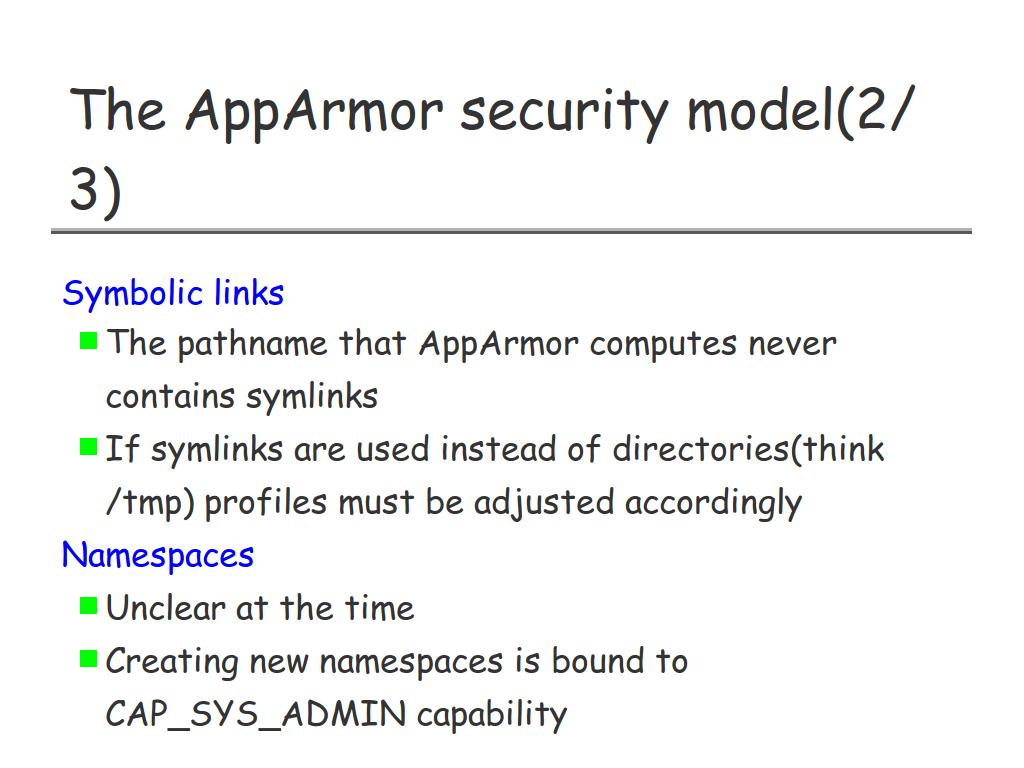 The AppArmor security model(2/
3)
Symbolic links
The pathname that AppArmor computes never
contains symlinks
If symlinks are used instead of directories(think
/tmp) profiles must be adjusted accordingly
Namespaces
Unclear at the time
Creating new namespaces is bound to
CAP_SYS_ADMIN capability